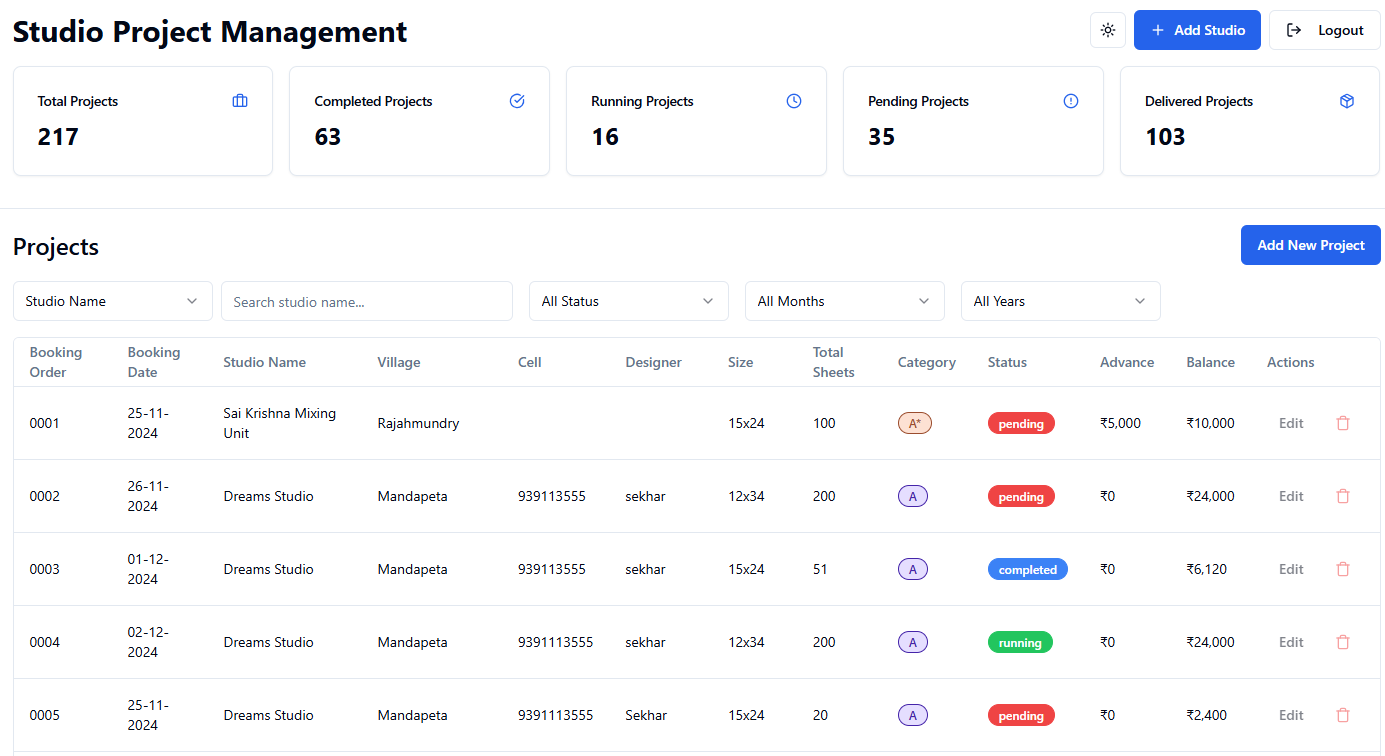 Studio Project Management
Add Studio
Logout
Total Projects
217
Completed Projects
63
Running Projects
16
Pending Projects
35
Delivered Projects
103
Projects
Add New Project
Studio Name
Search studio name...
All Status
All Months
All Years
Booking Order
Booking Date
Studio Name
Village
Cell
Designer
Size
Total Sheets
Category
Status
Advance
Balance
Actions
0001 25-11-2024 Sai Krishna Mixing Unit Rajahmundry 15x24 100 A* pending ₹5,000 ₹10,000 Edit
0002 26-11-2024 Dreams Studio Mandapeta 939113555 sekhar 12x34 200 A pending ₹0 ₹24,000 Edit
0003 01-12-2024 Dreams Studio Mandapeta 939113555 sekhar 15x24 51 A completed ₹0 ₹6,120 Edit
0004 02-12-2024 Dreams Studio Mandapeta 9391113555 sekhar 12x34 200 A running ₹0 ₹24,000 Edit
0005 25-11-2024 Dreams Studio Mandapeta 9391113555 Sekhar 15x24 20 A pending ₹0 ₹2,400 Edit